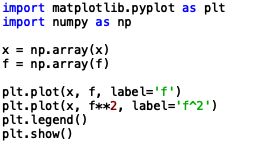 import matplotlib.pyplot as plt
import numpy as np
x = np.array(x)
f = np.array(f)
plt.plot(x, f, label='f')
plt.plot(x, f**2, label='f^2')
plt.legend()
plt.show()